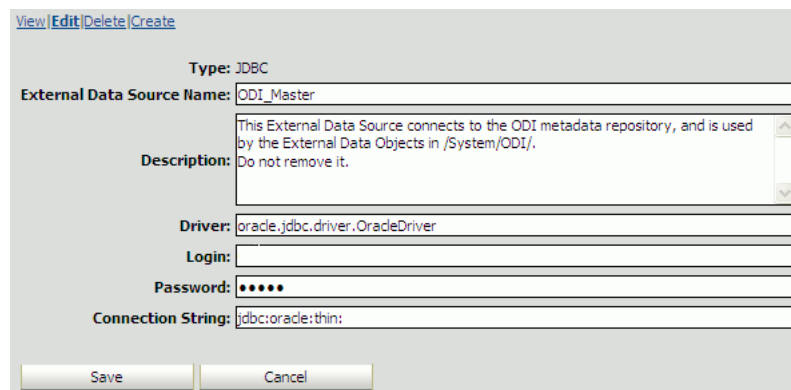 View|Edit|Delete|Create
Type: JDBC
External Data Source Name: ODI_Master
This External Data Source connects to the ODI metadata repository, and is used
by the External Data Objects in /System/ODI/.
Description: Do not remove it.
Driver: oracle.jdbc.driver.OracleDriver
Login:
Password: •••••
Connection String: jdbc:oracle:thin:
Save Cancel